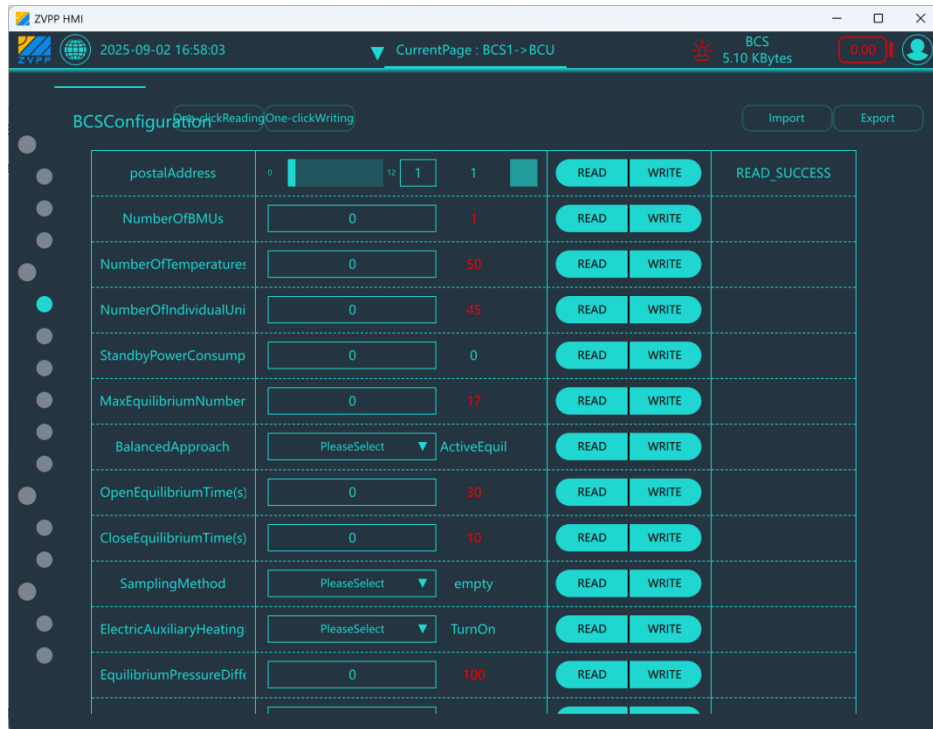 ZVPP HMI
ZVPP
2025-09-02 16:58:03
▼ CurrentPage : BCS1->BCU
BCS
5.10 KBytes
0.00
BCSConfiguration
One-clickReading
One-clickWriting
Import
Export
postalAddress 0 12 1 1 READ WRITE READ_SUCCESS
NumberOfBMUs 0 1 READ WRITE
NumberOfTemperatures 0 50 READ WRITE
NumberOfIndividualUni 0 45 READ WRITE
StandbyPowerConsump 0 0 READ WRITE
MaxEquilibriumNumber 0 17 READ WRITE
BalancedApproach PleaseSelect ▼ ActiveEquil READ WRITE
OpenEquilibriumTime(s) 0 30 READ WRITE
CloseEquilibriumTime(s) 0 10 READ WRITE
SamplingMethod PleaseSelect ▼ empty READ WRITE
ElectricAuxiliaryHeating PleaseSelect ▼ TurnOn READ WRITE
EquilibriumPressureDiffe 0 100 READ WRITE